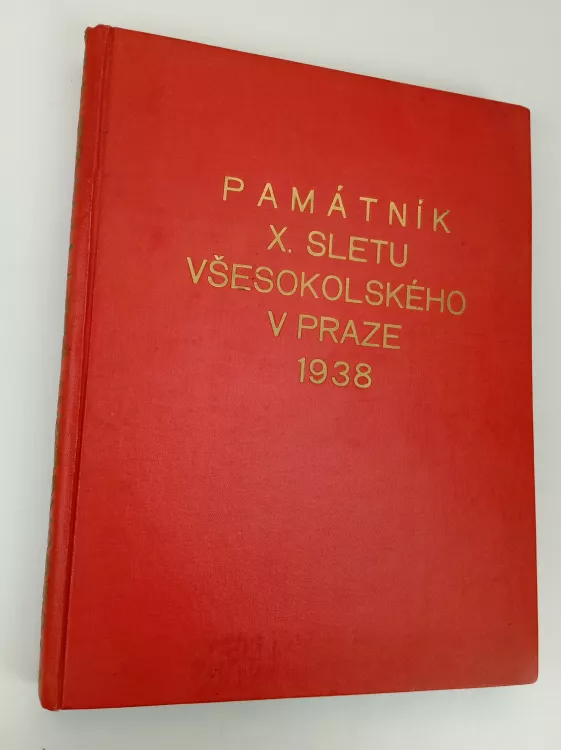 PAMÁTNÍK
X. SLETU
VŠESOKOLSKÉHO
V PRAZE
1938